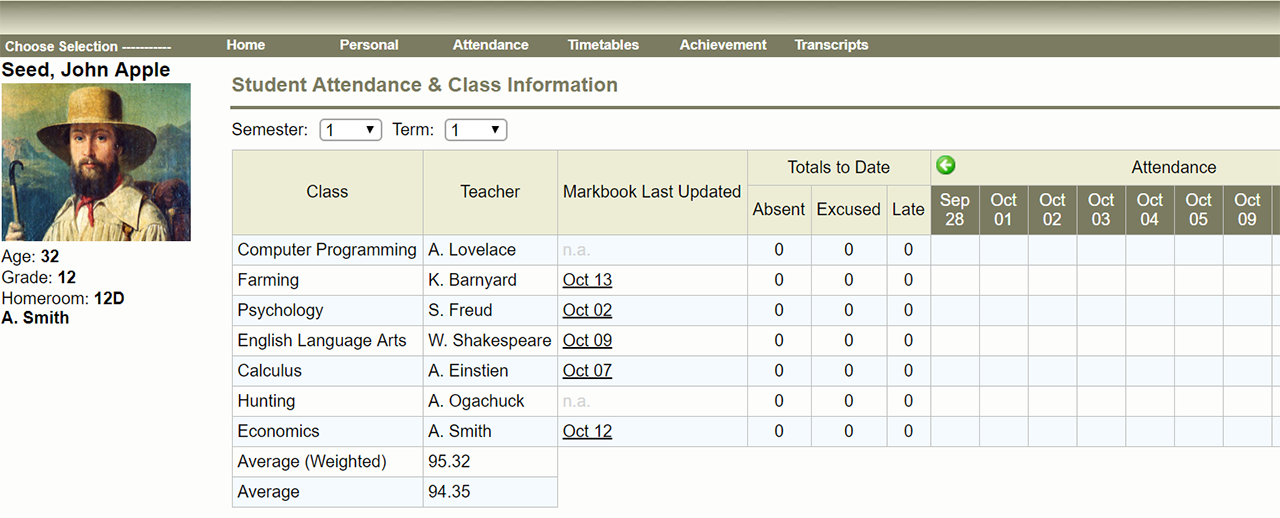 Choose Selection ----------- Home Personal Attendance Timetables Achievement Transcripts
Seed, John Apple
Age: 32
Grade: 12
Homeroom: 12D
A. Smith
Student Attendance & Class Information
Semester: 1 Term: 1
Class Teacher Markbook Last Updated Totals to Date Attendance
Absent Excused Late Sep 28 Oct 01 Oct 02 Oct 03 Oct 04 Oct 05 Oct 09
Computer Programming A. Lovelace n.a. 0 0 0
Farming K. Barnyard Oct 13 0 0 0
Psychology S. Freud Oct 02 0 0 0
English Language Arts W. Shakespeare Oct 09 0 0 0
Calculus A. Einstien Oct 07 0 0 0
Hunting A. Ogachuck n.a. 0 0 0
Economics A. Smith Oct 12 0 0 0
Average (Weighted) 95.32
Average 94.35